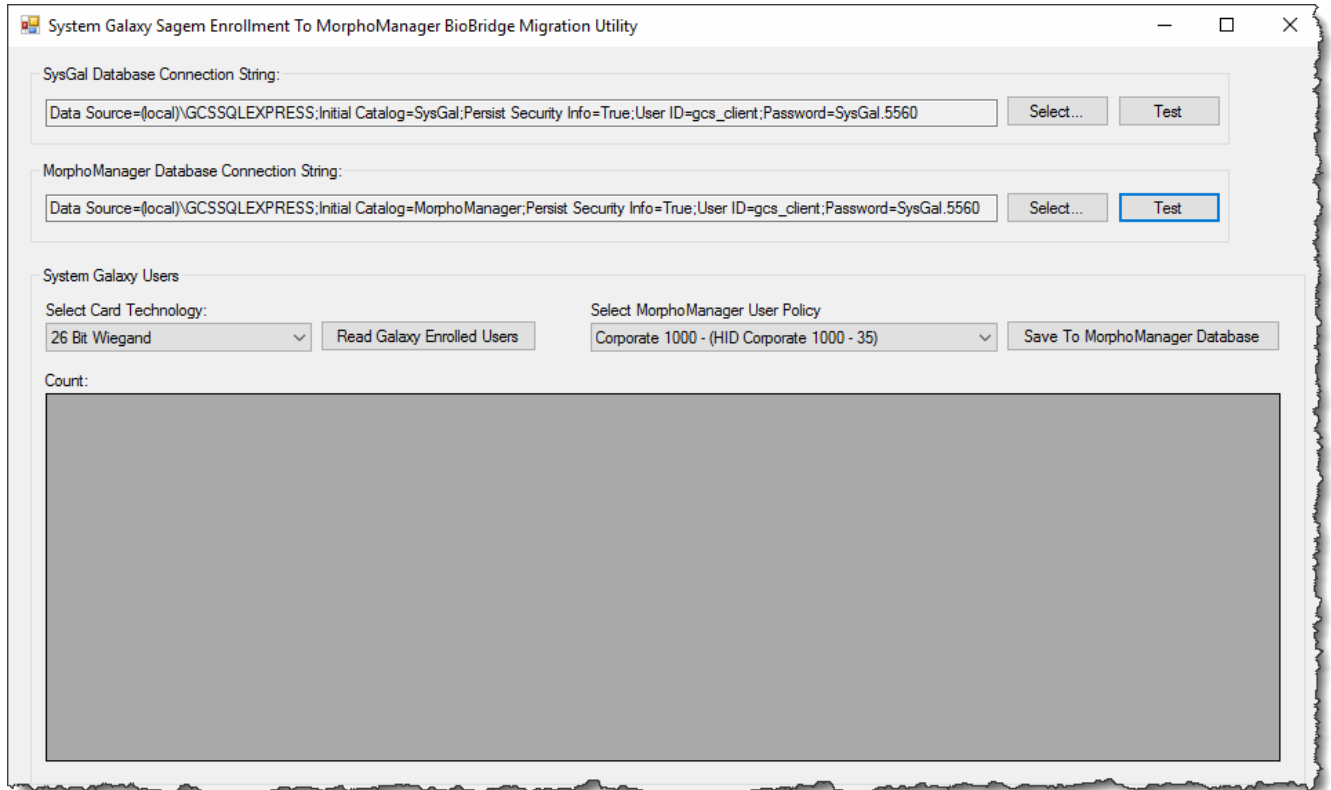 System Galaxy Sagem Enrollment To MorphoManager BioBridge Migration Utility
SysGal Database Connection String:
Data Source=(local)\GCSSQLEXPRESS;Initial Catalog=SysGal;Persist Security Info=True;User ID=gcs_client;Password=SysGal.5560 Select... Test
MorphoManager Database Connection String:
Data Source=(local)\GCSSQLEXPRESS;Initial Catalog=MorphoManager;Persist Security Info=True;User ID=gcs_client;Password=SysGal.5560 Select... Test
System Galaxy Users
Select Card Technology: Select MorphoManager User Policy
26 Bit Wiegand Read Galaxy Enrolled Users Corporate 1000 - (HID Corporate 1000 - 35) Save To MorphoManager Database
Count: